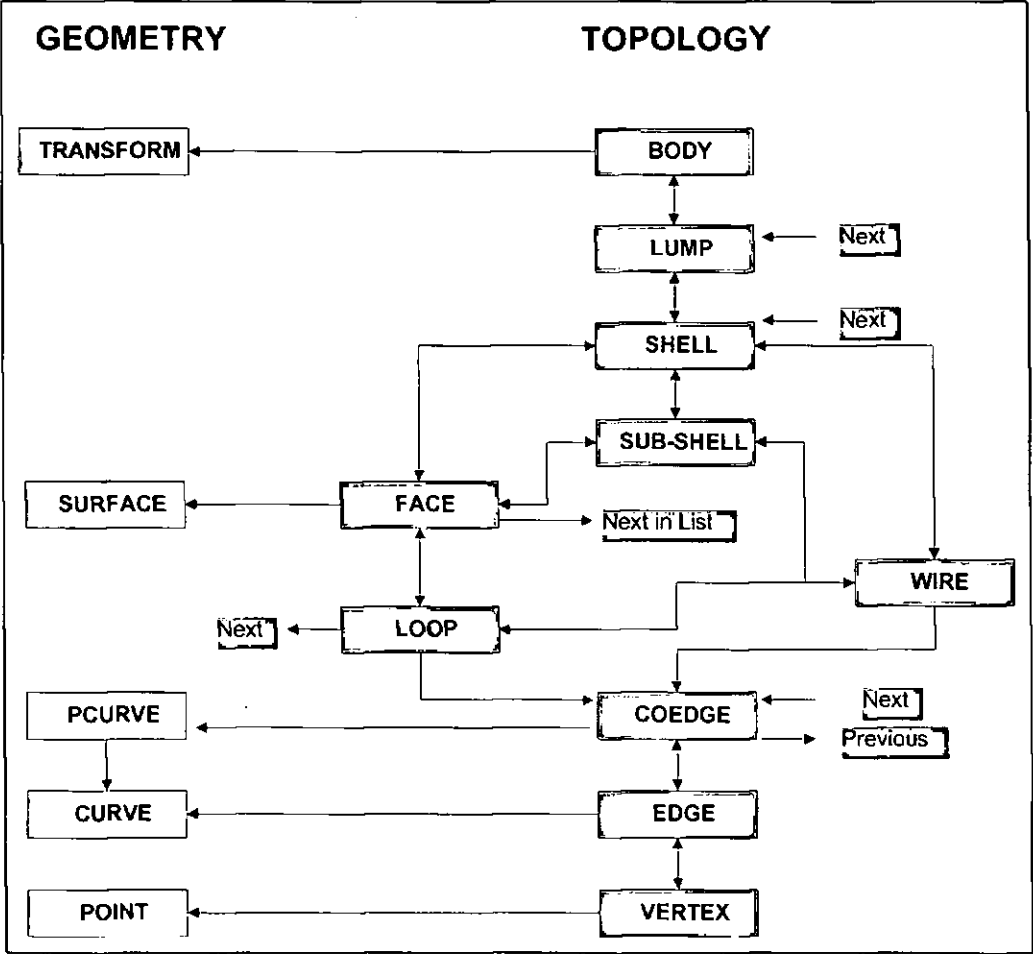 GEOMETRY TOPOLOGY
TRANSFORM BODY
LUMP Next
Next
SHELL
SUB-SHELL
SURFACE FACE
Next in List
WIRE
Next LOOP
PCURVE COEDGE Next
Previous
CURVE EDGE
POINT VERTEX